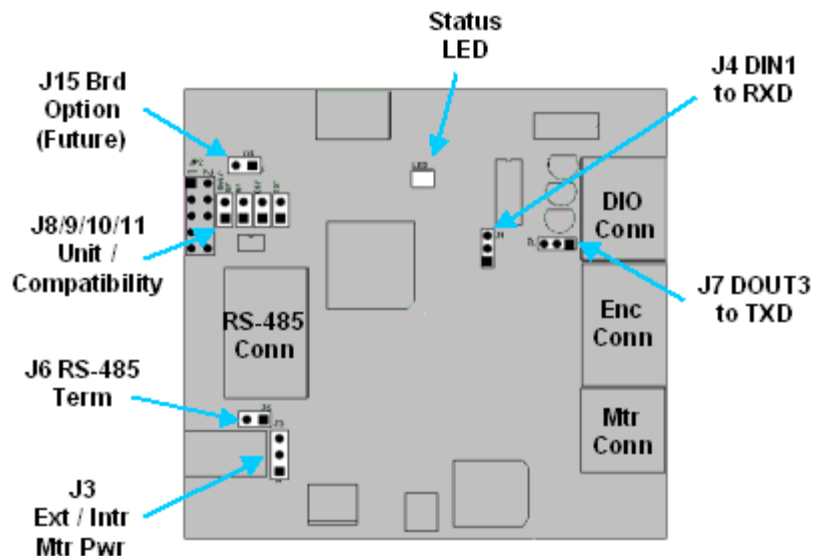 Status
LED
J15 Brd
Option
(Future)
J4 DIN1
to RXD
LED
DIO
Conn
J8/9/10/11
Unit /
Compatibility
J7 DOUT3
to TXD
RS-485
Conn
Enc
Conn
J6 RS-485
Term
Mtr
Conn
J3
Ext / Intr
Mtr Pwr